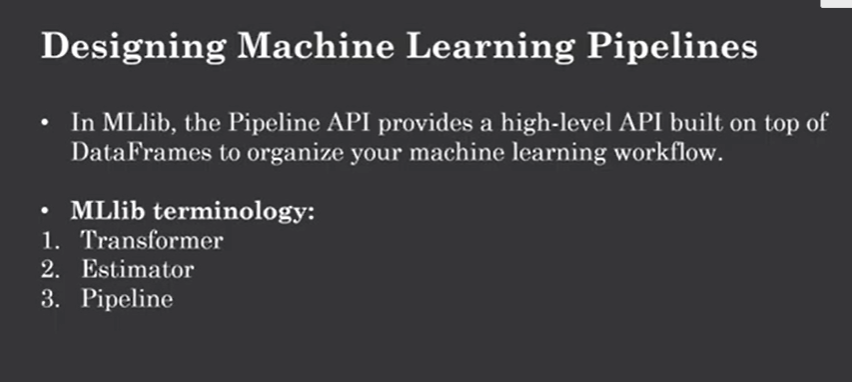 Designing Machine Learning Pipelines
• In MLlib, the Pipeline API provides a high-level API built on top of
DataFrames to organize your machine learning workflow.
• MLlib terminology:
1. Transformer
2. Estimator
3. Pipeline